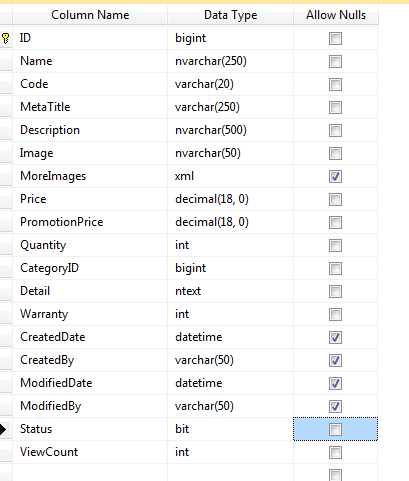 Column Name Data Type Allow Nulls
ID bigint
Name nvarchar(250)
Code varchar(20)
MetaTitle varchar(250)
Description nvarchar(500)
Image nvarchar(50)
MoreImages xml
Price decimal(18, 0)
PromotionPrice decimal(18, 0)
Quantity int
CategoryID bigint
Detail ntext
Warranty int
CreatedDate datetime
CreatedBy varchar(50)
ModifiedDate datetime
ModifiedBy varchar(50)
Status bit
ViewCount int